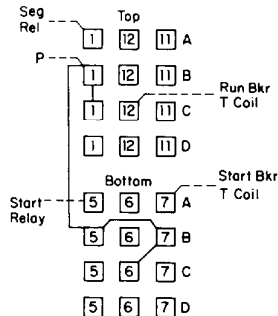 Seg Rel
Top
1 12 11 A
P
1 12 11 B
Run Bkr T Coil
1 12 11 C
1 12 11 D
Bottom
Start Bkr T Coil
5 6 7 A
Start Relay
5 6 7 B
5 6 7 C
5 6 7 D